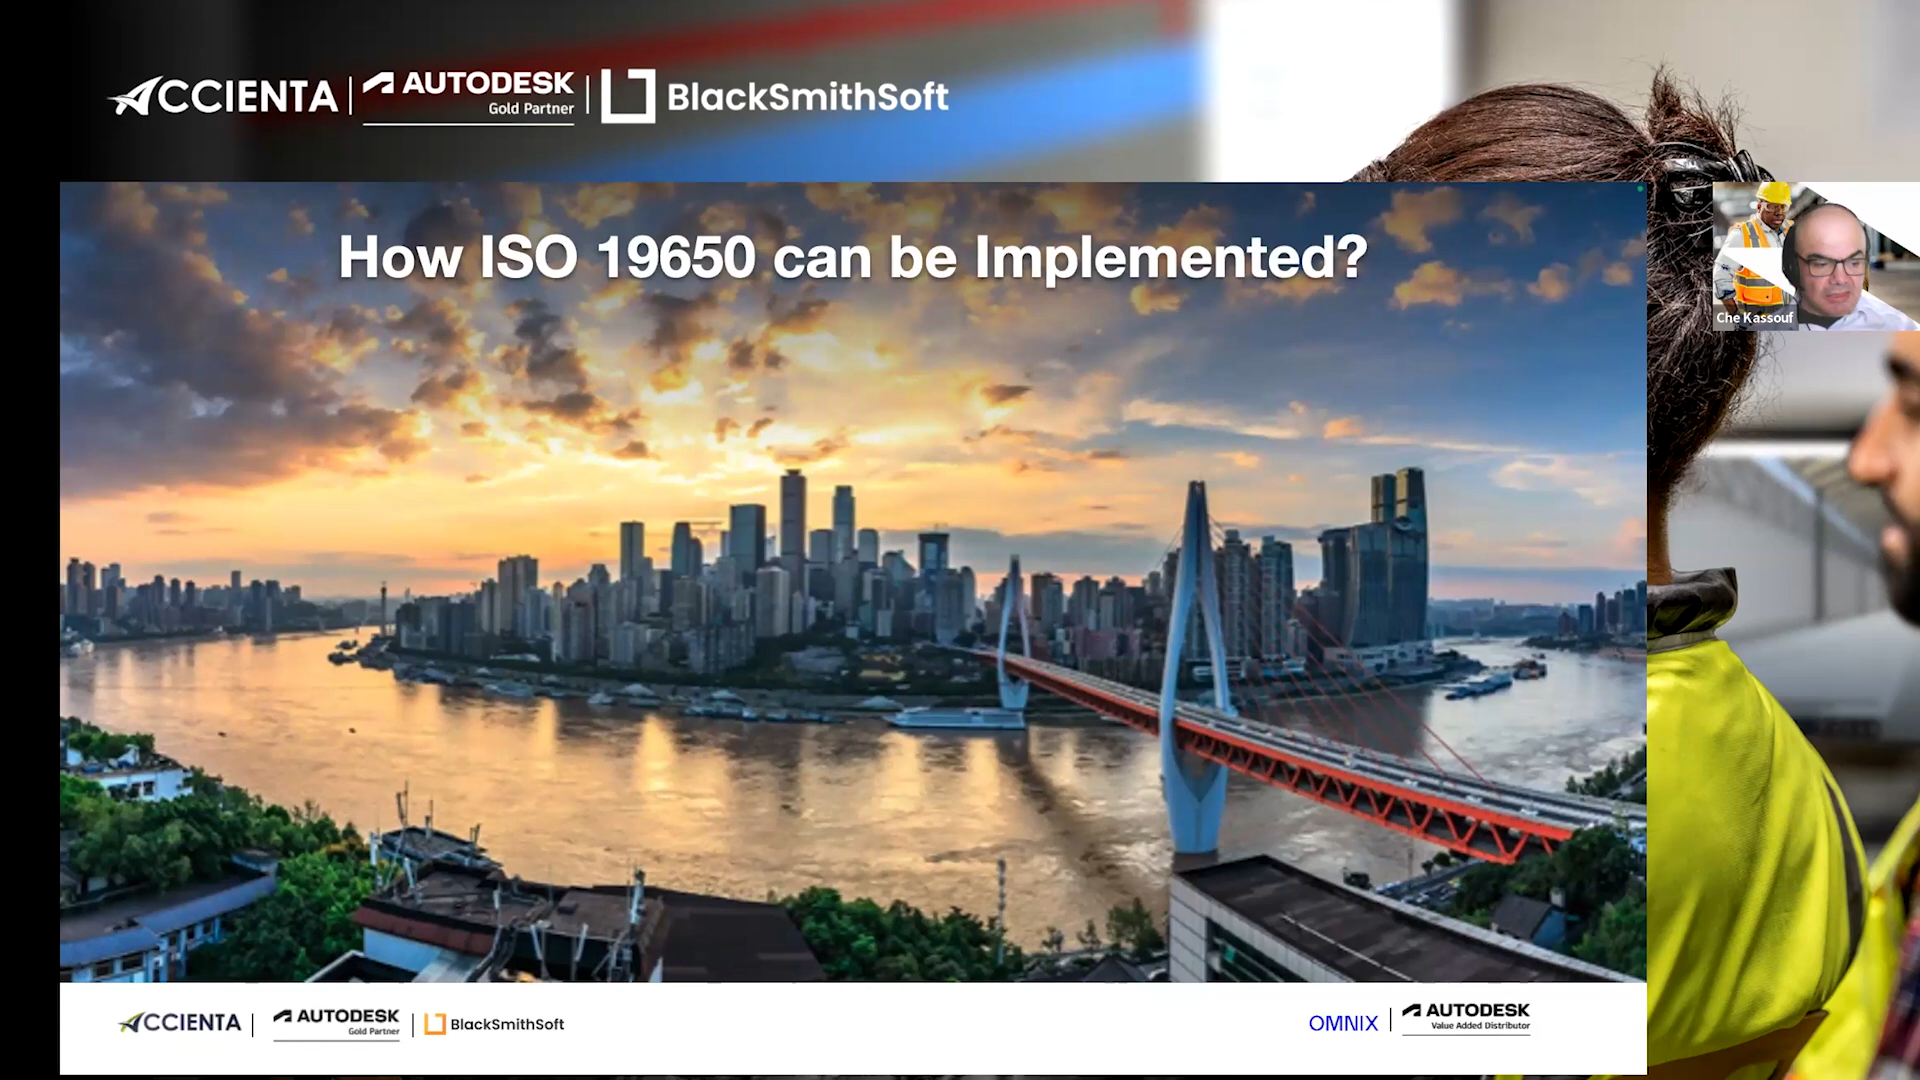 ACCIENTA
AUTODESK
Gold Partner
BlackSmithSoft
How ISO 19650 can be Implemented?
Che Kassouf
ACCIENTA
AUTODESK
Gold Partner
BlackSmithSoft
OMNIX
AUTODESK
Value Added Distributor